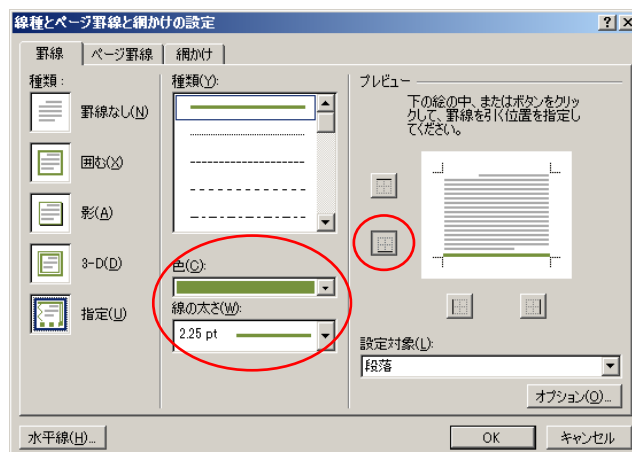 線種とページ罫線と網かけの設定
罫線 ページ罫線 網かけ
種類:
罫線なし(N)
囲む(X)
影(A)
3-D(D)
指定(U)
種類(Y):
色(C):
線の太さ(W):
2.25 pt
プレビュー
下の絵の中、またはボタンをクリッ
クして、罫線を引く位置を指定し
てください。
設定対象(L):
段落
オプション(O)...
水平線(H)...
OK
キャンセル